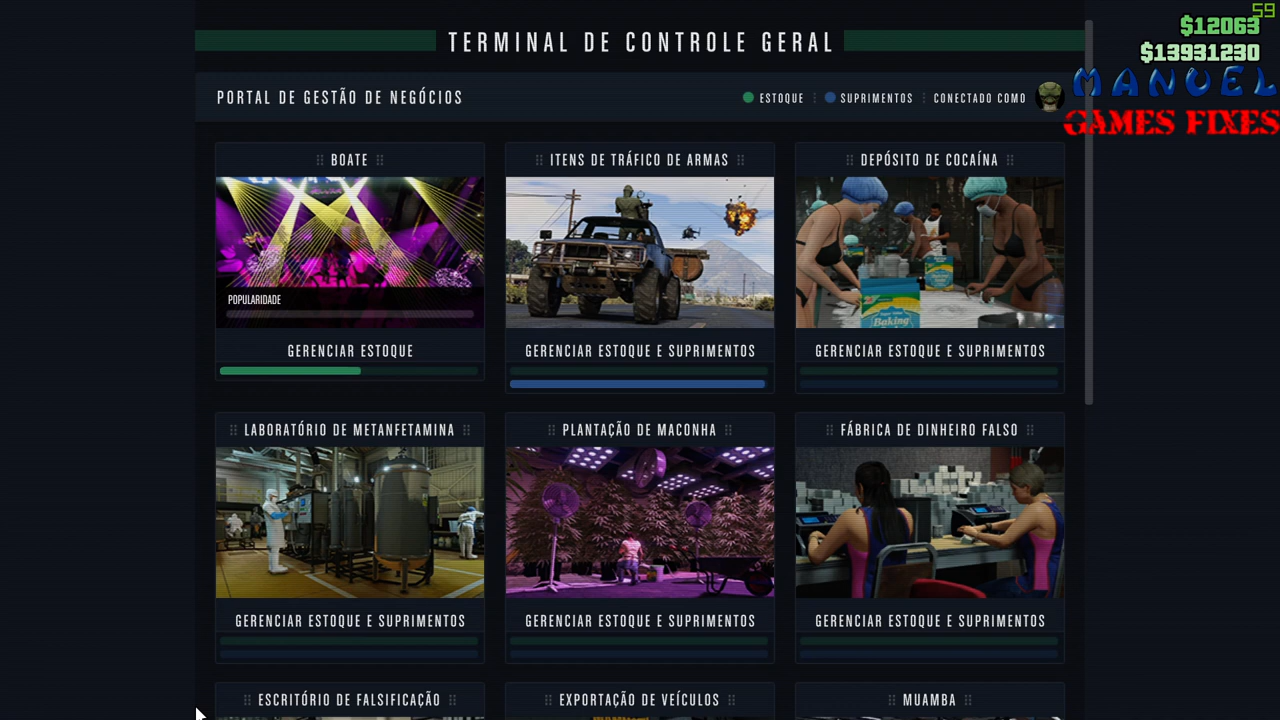 59
$12063
$13931230
MANUEL
GAMES FIXES
TERMINAL DE CONTROLE GERAL
PORTAL DE GESTÃO DE NEGÓCIOS
ESTOQUE
SUPRIMENTOS
CONECTADO COMO
BOATE
ITENS DE TRÁFICO DE ARMAS
DEPÓSITO DE COCAÍNA
POPULARIDADE
Baking
GERENCIAR ESTOQUE
GERENCIAR ESTOQUE E SUPRIMENTOS
GERENCIAR ESTOQUE E SUPRIMENTOS
LABORATÓRIO DE METANFETAMINA
PLANTAÇÃO DE MACONHA
FÁBRICA DE DINHEIRO FALSO
GERENCIAR ESTOQUE E SUPRIMENTOS
GERENCIAR ESTOQUE E SUPRIMENTOS
GERENCIAR ESTOQUE E SUPRIMENTOS
ESCRITÓRIO DE FALSIFICAÇÃO
EXPORTAÇÃO DE VEÍCULOS
MUAMBA